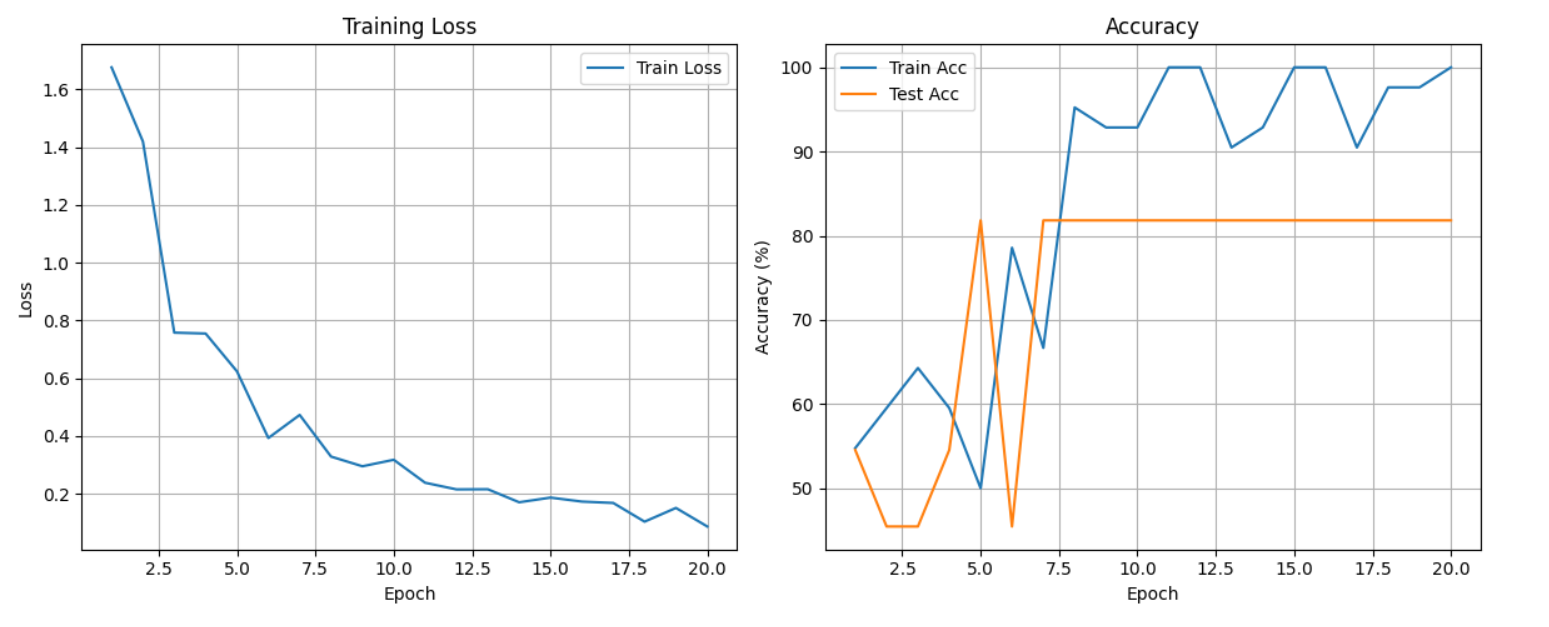 Training Loss
Train Loss
1.6
1.4
1.2
1.0
0.8
0.6
0.4
0.2
Loss
2.5 5.0 7.5 10.0 12.5 15.0 17.5 20.0
Epoch
Accuracy
Train Acc
Test Acc
100
90
80
70
60
50
Accuracy (%)
2.5 5.0 7.5 10.0 12.5 15.0 17.5 20.0
Epoch